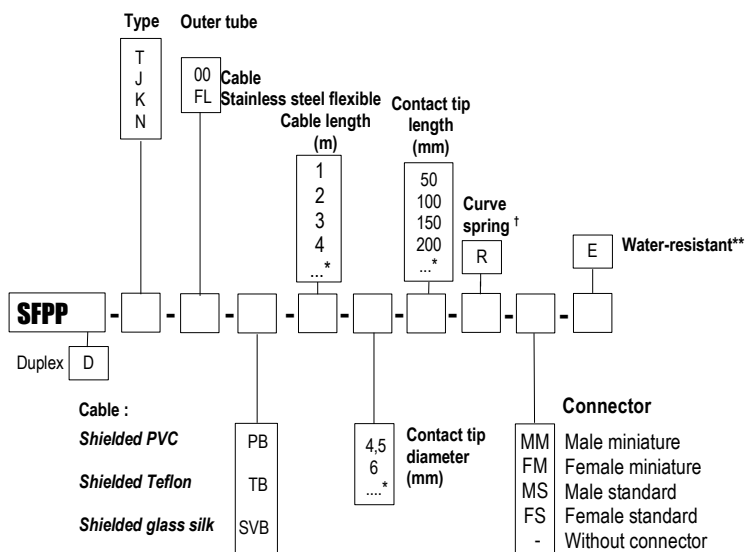 Type
Outer tube
T
J
K
N
00 Cable
FL Stainless steel flexible
Cable length
(m)
1
2
3
4
...*
Contact tip
length
(mm)
50
100
150
200
...*
Curve
spring †
R
E Water-resistant**
SFPP - - - - - - - -
Duplex D
Cable :
Shielded PVC PB
Shielded Teflon TB
Shielded glass silk SVB
4,5
6
....*
Contact tip
diameter
(mm)
Connector
MM Male miniature
FM Female miniature
MS Male standard
FS Female standard
- Without connector